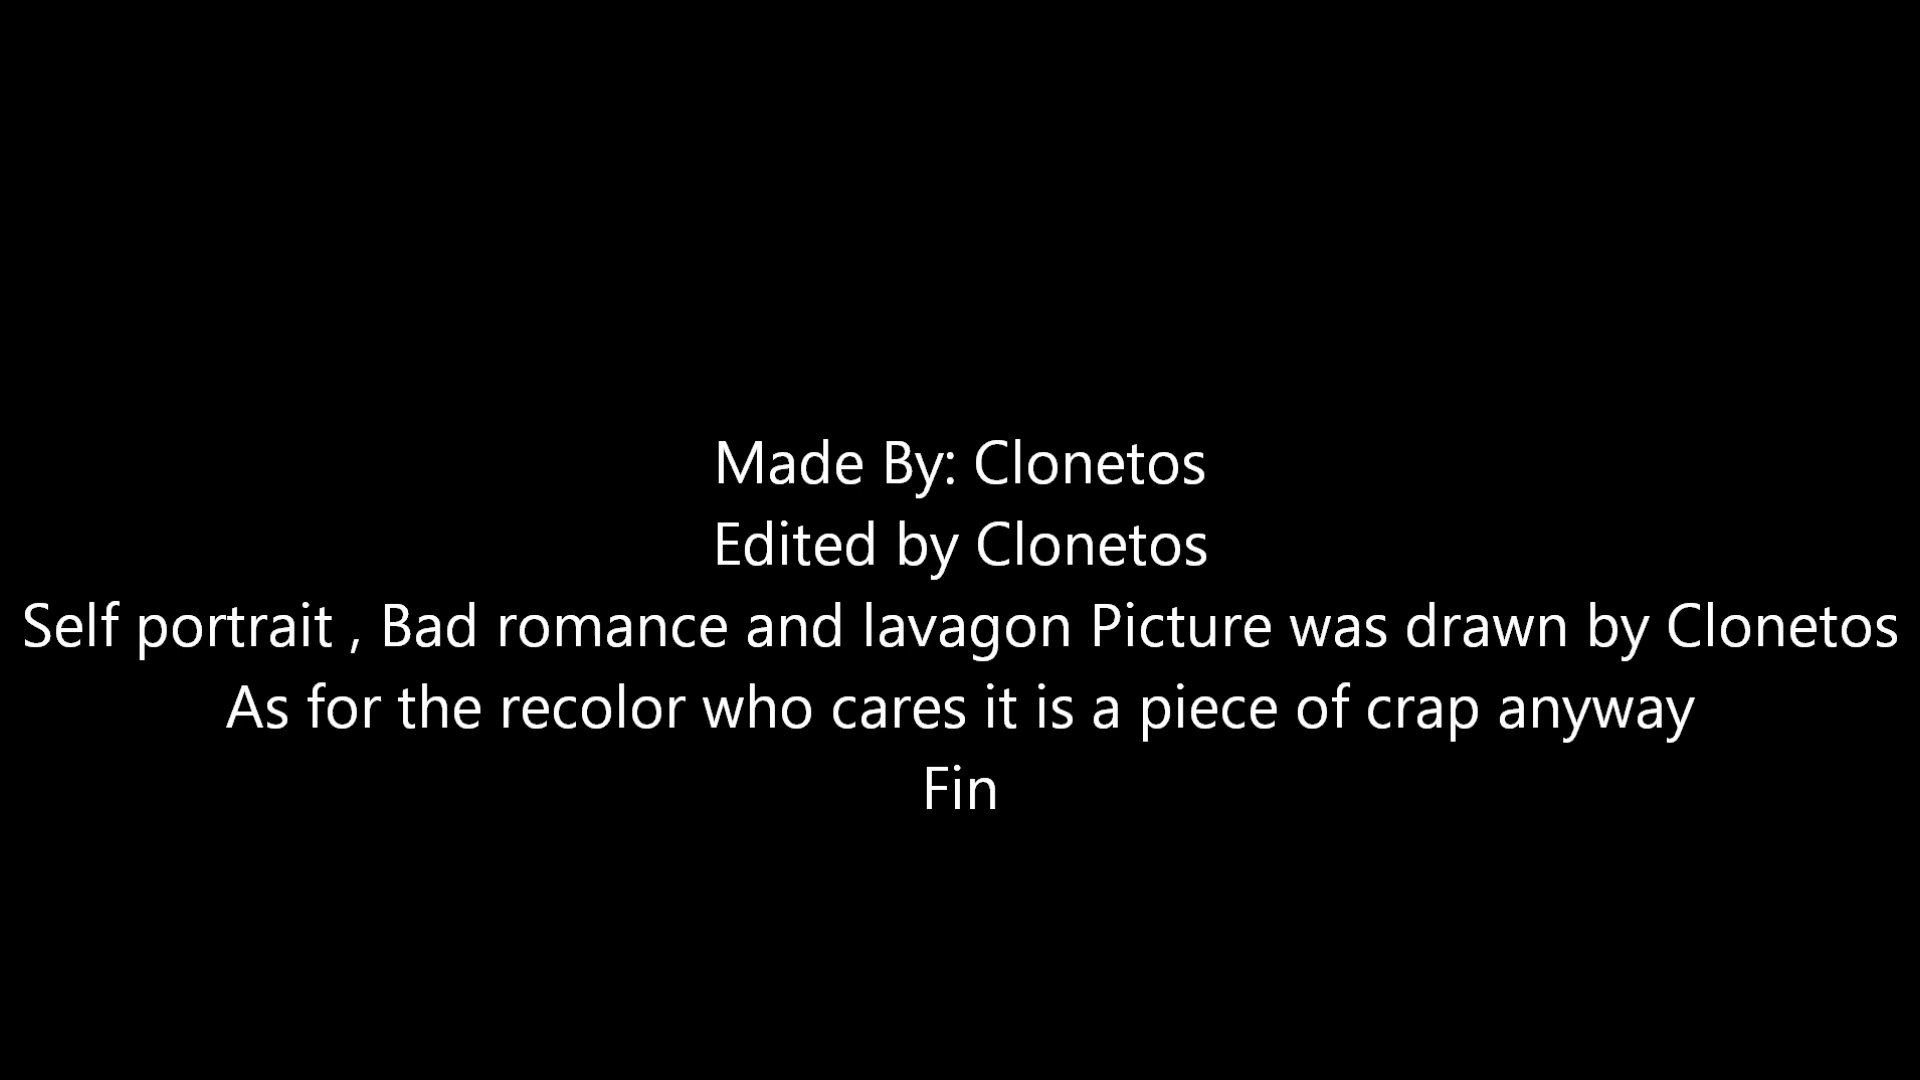 Made By: Clonetos
Edited by Clonetos
Self portrait , Bad romance and lavagon Picture was drawn by Clonetos
As for the recolor who cares it is a piece of crap anyway
Fin